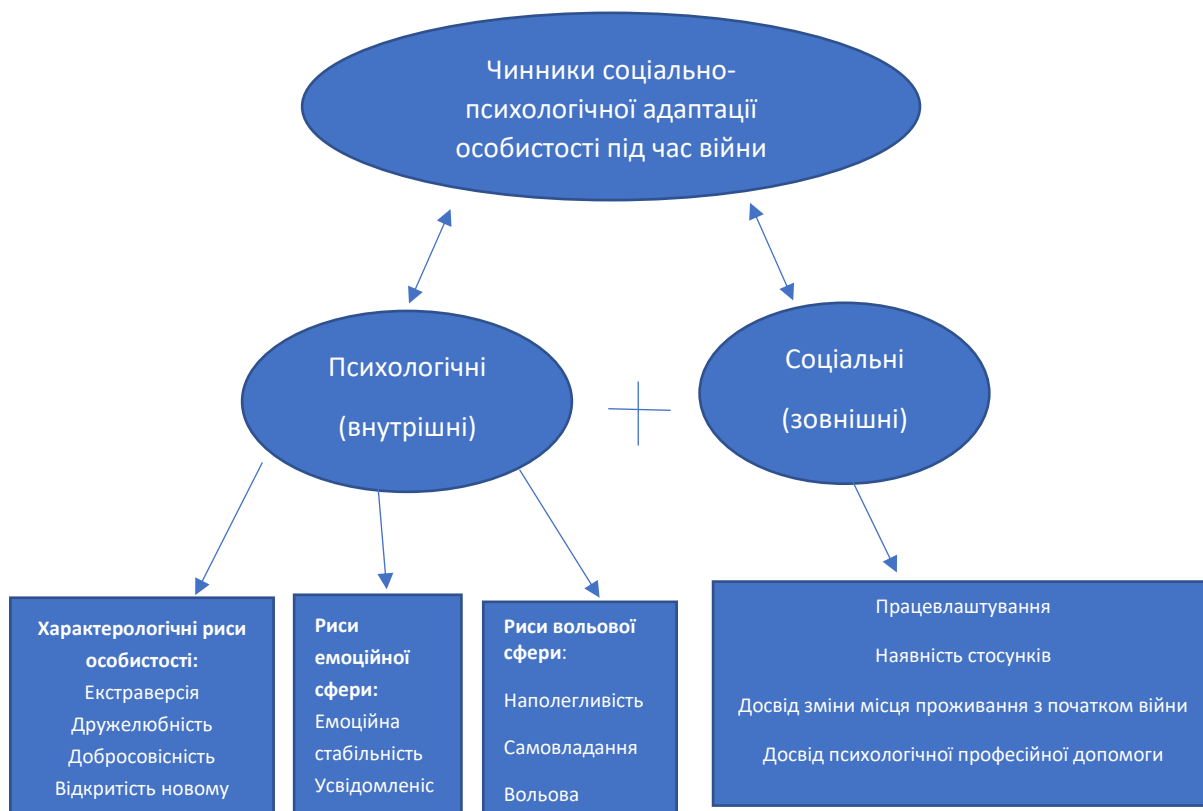 Чинники соціально-
психологічної адаптації
особистості під час війни
Психологічні
(внутрішні)
Соціальні
(зовнішні)
Характерологічні риси
особистості:
Екстраверсія
Дружелюбність
Добросовісність
Відкритість новому
Риси
емоційної
сфери:
Емоційна
стабільність
Усвідомленіс
Риси вольової
сфери:
Наполегливість
Самовладання
Вольова
Працевлаштування
Наявність стосунків
Досвід зміни місця проживання з початком війни
Досвід психологічної професійної допомоги